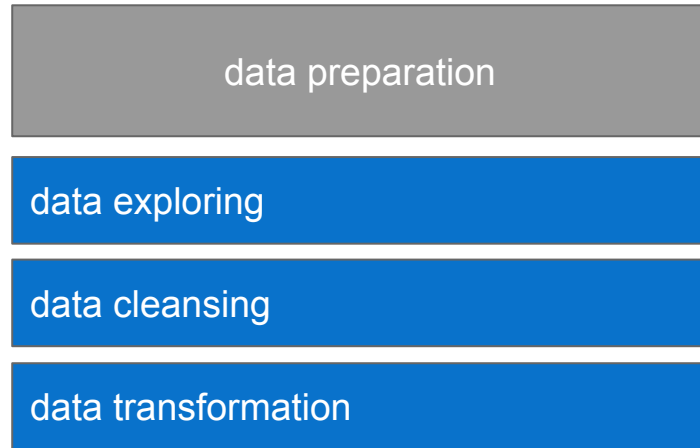 data preparation
data exploring
data cleansing
data transformation